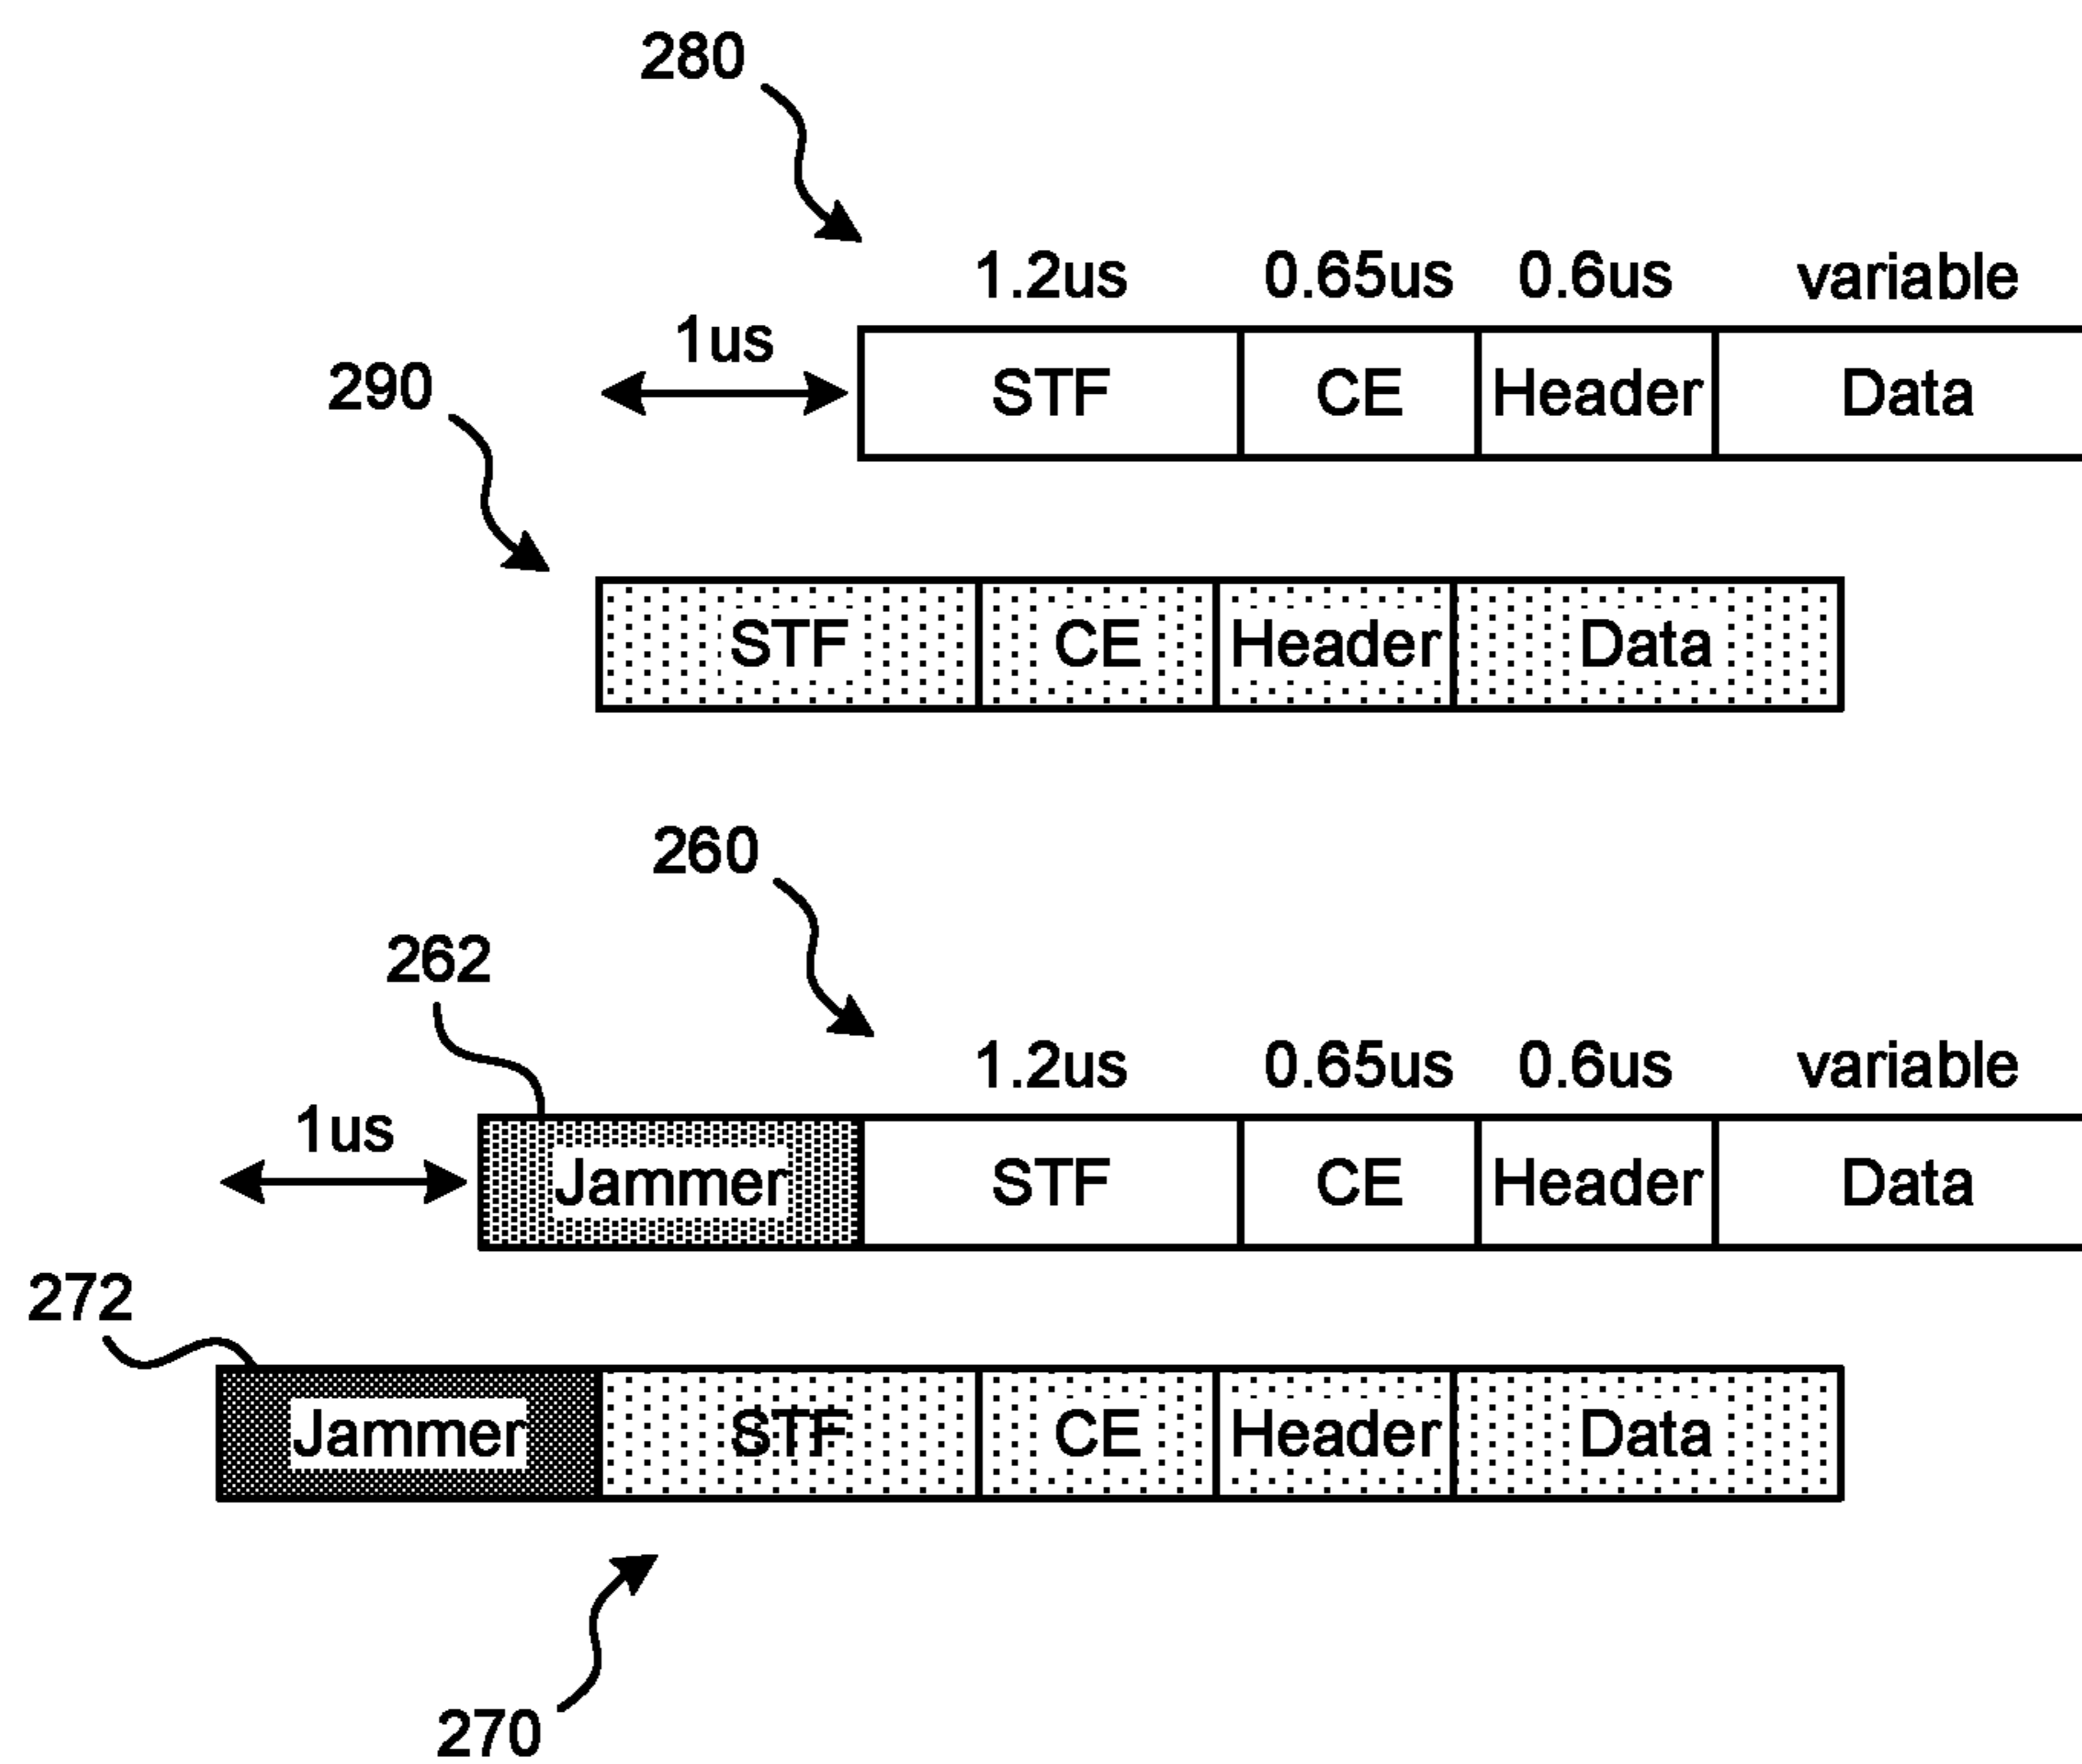 280
1.2us 0.65us 0.6us variable
1us
290
STF CE Header Data
STF CE Header Data
260
262
1.2us 0.65us 0.6us variable
1us
Jammer STF CE Header Data
272
Jammer STF CE Header Data
270